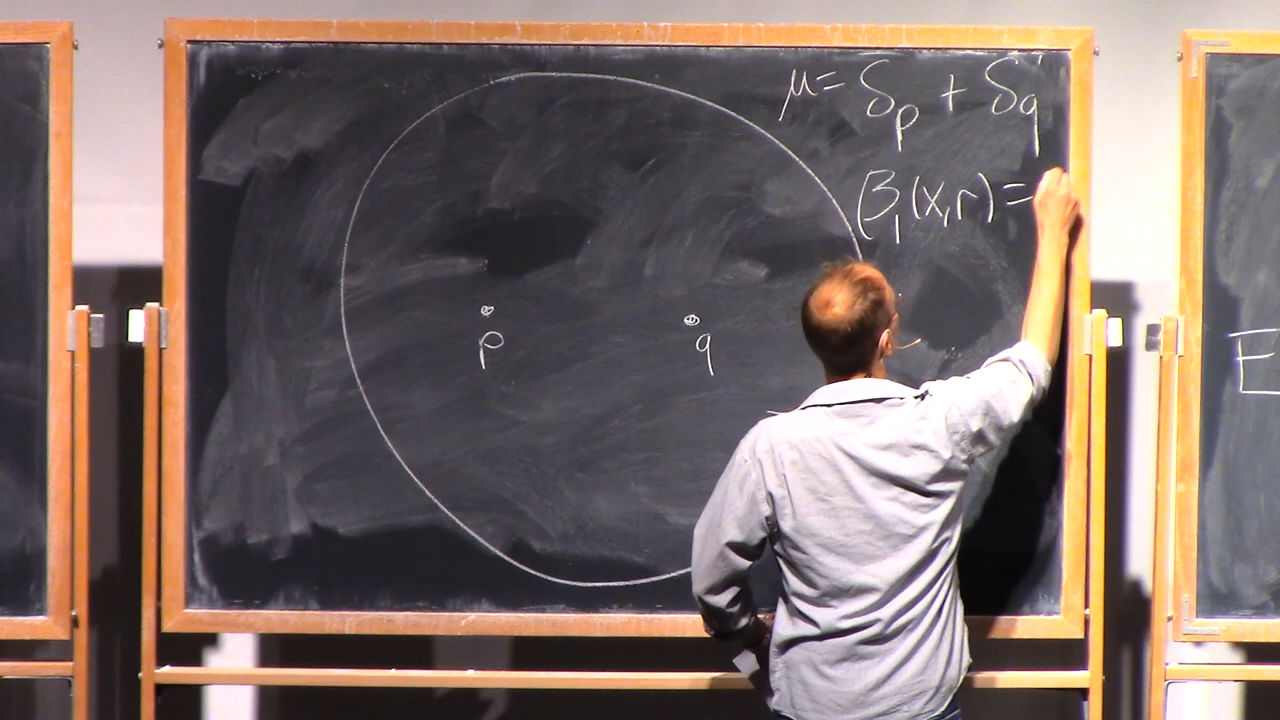 μ= δp + δq
β₁(x,r)=
p
q
E